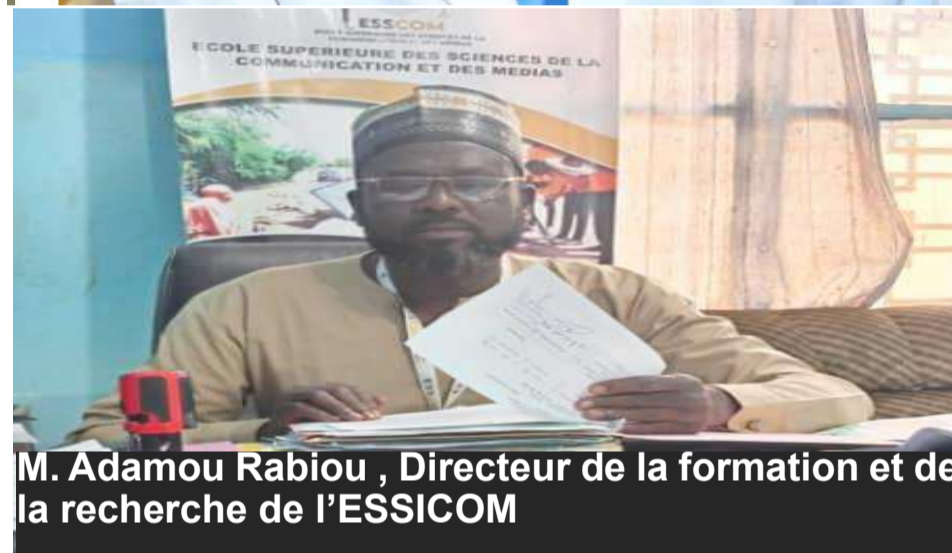 ESSCOM
ECOLE SUPERIEURE DES SCIENCES DE LA
COMMUNICATION ET DES MEDIAS
M. Adamou Rabiou , Directeur de la formation et de
la recherche de l’ESSICOM